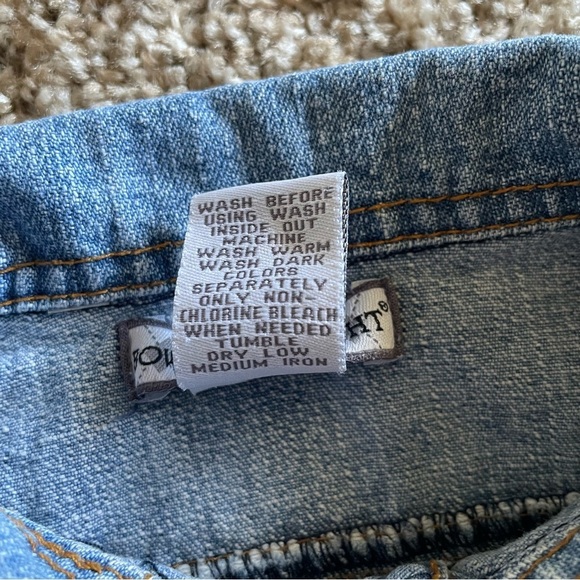 WASH BEFORE
USING WASH
INSIDE OUT
MACHINE
WASH WARM
WASH DARK
COLORS
SEPARATELY
ONLY NON-
CHLORINE BLEACH
WHEN NEEDED
TUMBLE
DRY LOW
MEDIUM IRON
HT®